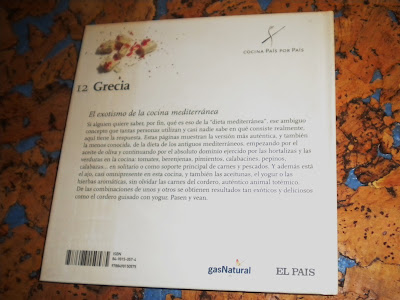 COCINA PAÍS POR PAÍS
12 Grecia
El exotismo de la cocina mediterránea
Si alguien quiere saber, por fin, qué es eso de la "dieta mediterránea", ese ambiguo
concepto que tantas personas utilizan y casi nadie sabe en qué consiste realmente,
aquí tiene la respuesta. Estas páginas muestran la versión más auténtica, y también
la menos conocida, de la dieta de los antiguos mediterráneos, empezando por el
aceite de oliva y continuando por el absoluto dominio ejercido por las hortalizas y las
verduras en la cocina: tomates, berenjenas, pimientos, calabacines, pepinos,
calabazas... en solitario o como soporte principal de carnes y pescados. Y además está
el ajo, casi omnipresente en esta cocina, y también las aceitunas, el yogur o las
hierbas aromáticas, sin olvidar las carnes del cordero, auténtico animal totémico.
De las combinaciones de unos y otros se obtienen resultados tan exóticos y deliciosos
como el cordero guisado con yogur. Pasen y vean.
ISBN
gasNatural
EL PAIS